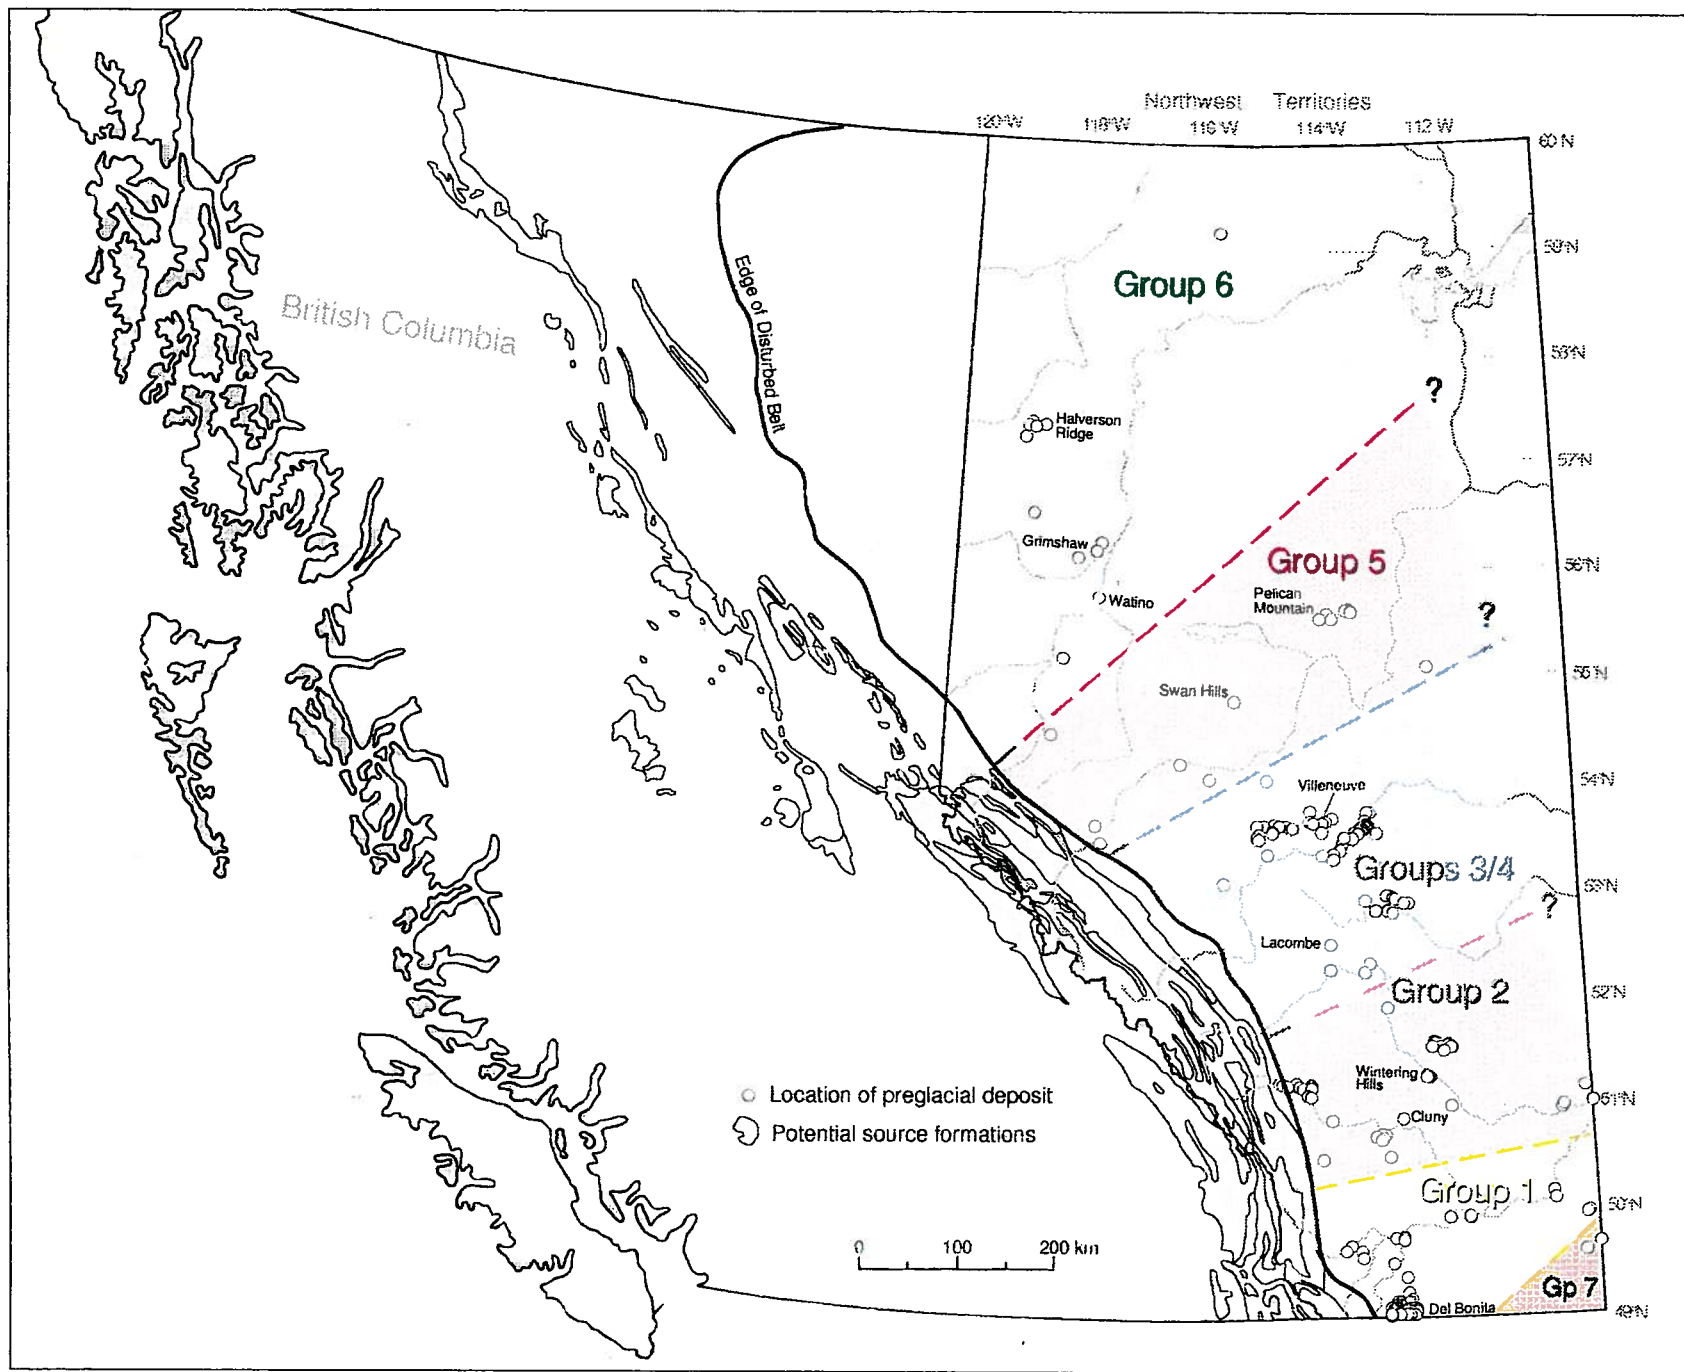 Northwest Territories
120°W 118°W 116°W 114°W 112°W
60°N
59°N
Group 6
Edge of Disturbed Belt
British Columbia
58°N
?
Halverson
Ridge
57°N
Grimshaw
Group 5
56°N
Pelican
Mountain
Watino
?
55°N
Swan Hills
54°N
Villeneuve
Groups 3/4
53°N
?
Lacombe
Group 2
52°N
Wintering
Hills
Location of preglacial deposit
51°N
Cluny
Potential source formations
Group 1
50°N
0 100 200 km
Gp 7
Del Bonita
49°N